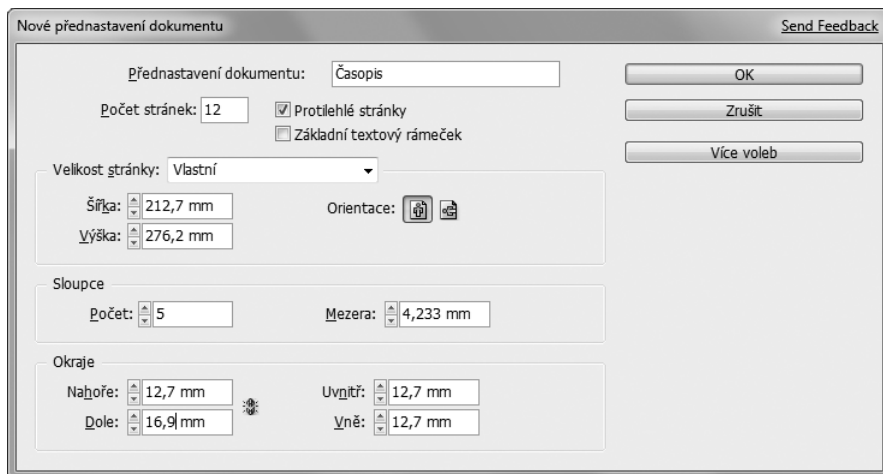 Nové přednastavení dokumentu
Send Feedback
Přednastavení dokumentu: Časopis
OK
Počet stránek: 12
Protilehlé stránky
Zrušit
Základní textový rámeček
Více voleb
Velikost stránky: Vlastní
Šířka: 212,7 mm
Orientace:
Výška: 276,2 mm
Sloupce
Počet: 5
Mezera: 4,233 mm
Okraje
Nahoře: 12,7 mm
Uvnitř: 12,7 mm
Dole: 16,9 mm
Vně: 12,7 mm